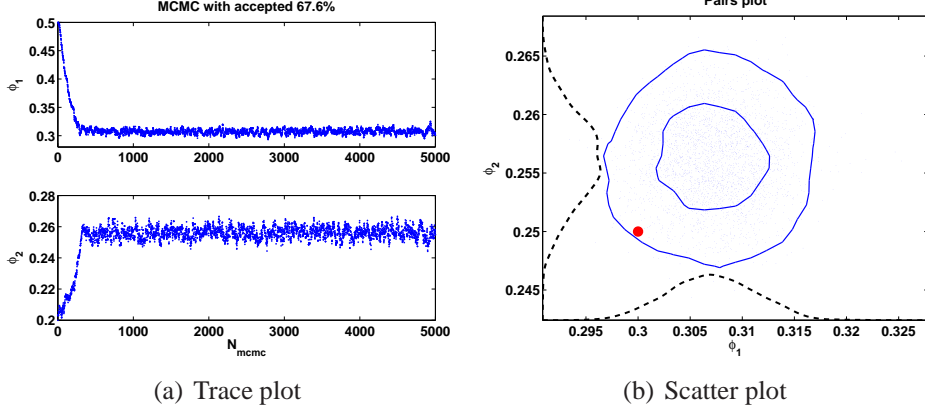 MCMC with accepted 67.6%
0.5
0.45
0.4
0.35
0.3
ϕ1
0 1000 2000 3000 4000 5000
0.28
0.26
0.24
0.22
0.2
ϕ2
0 1000 2000 3000 4000 5000
Nmcmc
(a) Trace plot
Pairs plot
0.265
0.26
0.255
0.25
0.245
ϕ2
0.295 0.3 0.305 0.31 0.315 0.32 0.325
ϕ1
(b) Scatter plot